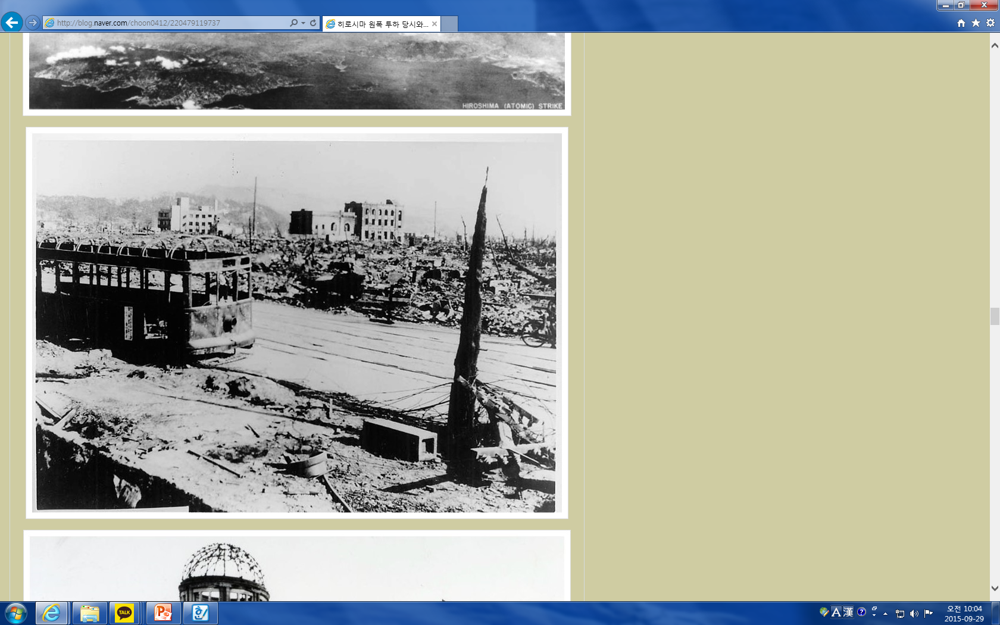 http://blog.naver.com/choon0412/220479119737
히로시마 원폭 투하 당시와...
HIROSHIMA (ATOMIC) STRIKE
TALK
A 漢
오전 10:04
2015-09-29